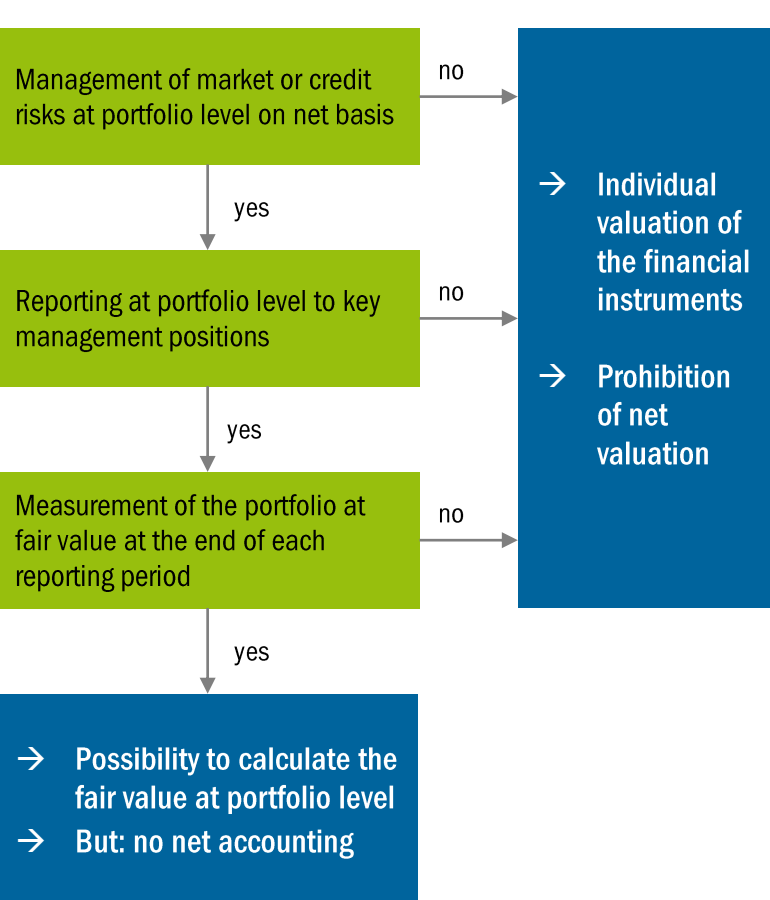 Management of market or credit
risks at portfolio level on net basis
no
yes
Reporting at portfolio level to key
management positions
no
yes
Measurement of the portfolio at
fair value at the end of each
reporting period
no
yes
→ Individual
valuation of
the financial
instruments
→ Prohibition
of net
valuation
→ Possibility to calculate the
fair value at portfolio level
→ But: no net accounting